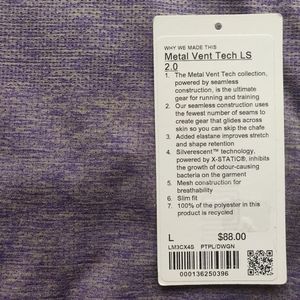 WHY WE MADE THIS
Metal Vent Tech LS
2.0
1. The Metal Vent Tech collection,
powered by seamless
construction, is the ultimate
gear for running and training
2. Our seamless construction uses
the fewest number of seams to
create gear that glides across
skin so you can skip the chafe
3. Added elastane improves stretch
and shape retention
4. Silverescent™ technology,
powered by X-STATIC®, inhibits
the growth of odour-causing
bacteria on the garment
5. Mesh construction for
breathability
6. Slim fit
7. 100% of the polyester in this
product is recycled
L $88.00
LM3CX4S PTPL/DWGN
0 00136250396